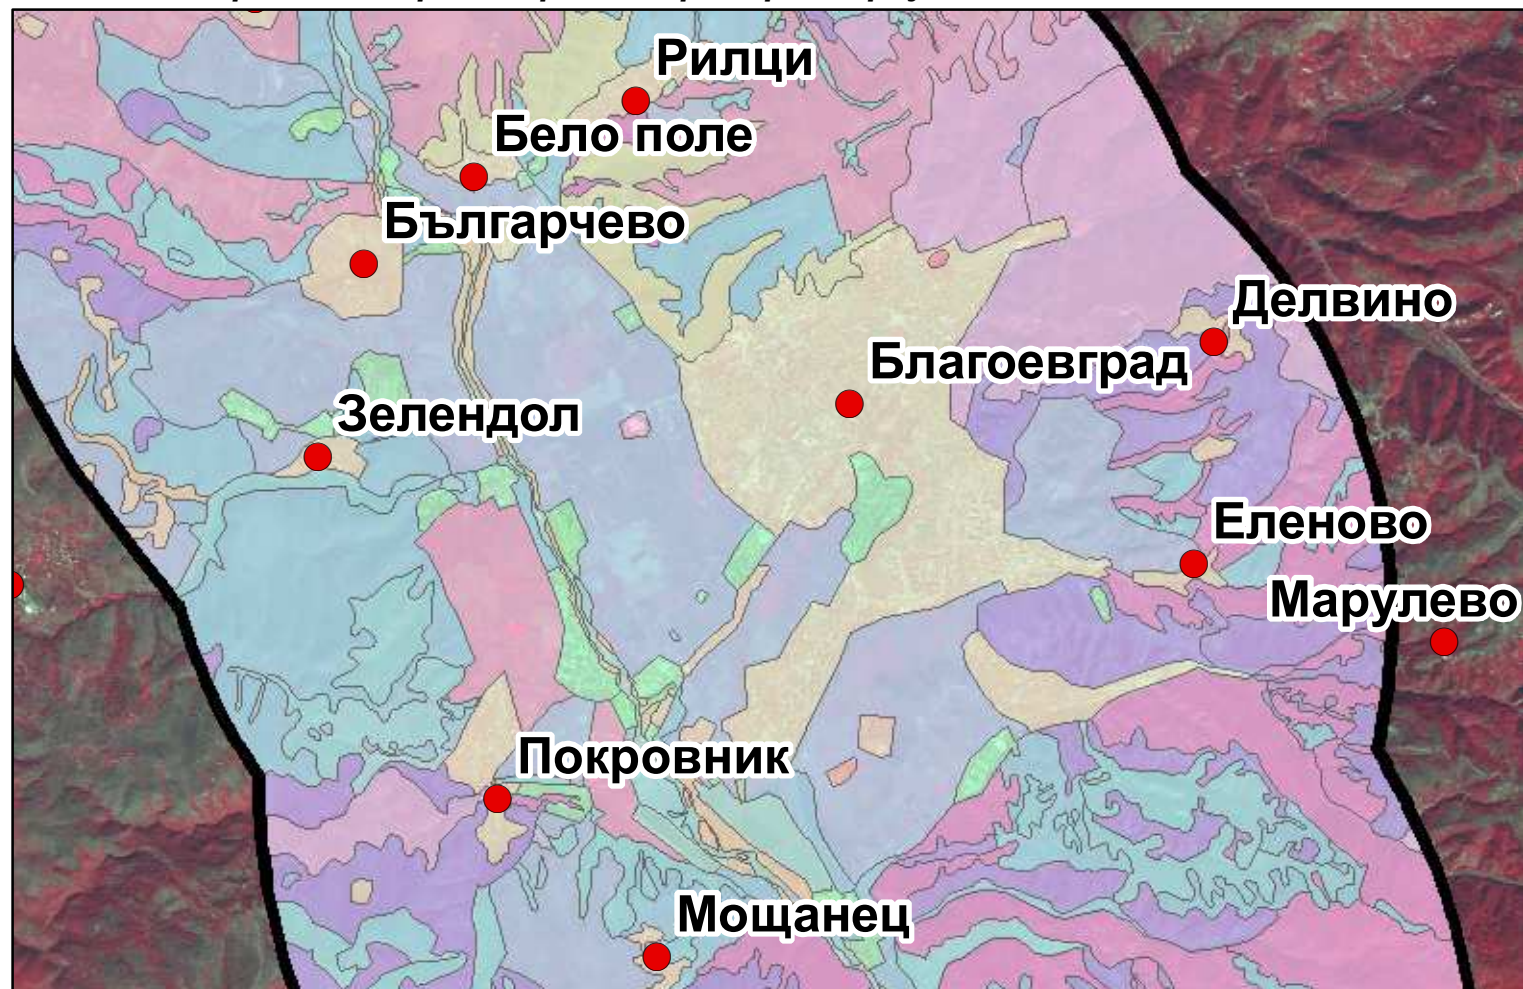 Рилци
Бело поле
Българчево
Делвино
Благоевград
Зелендол
Еленово
Марулево
Покровник
Мощанец